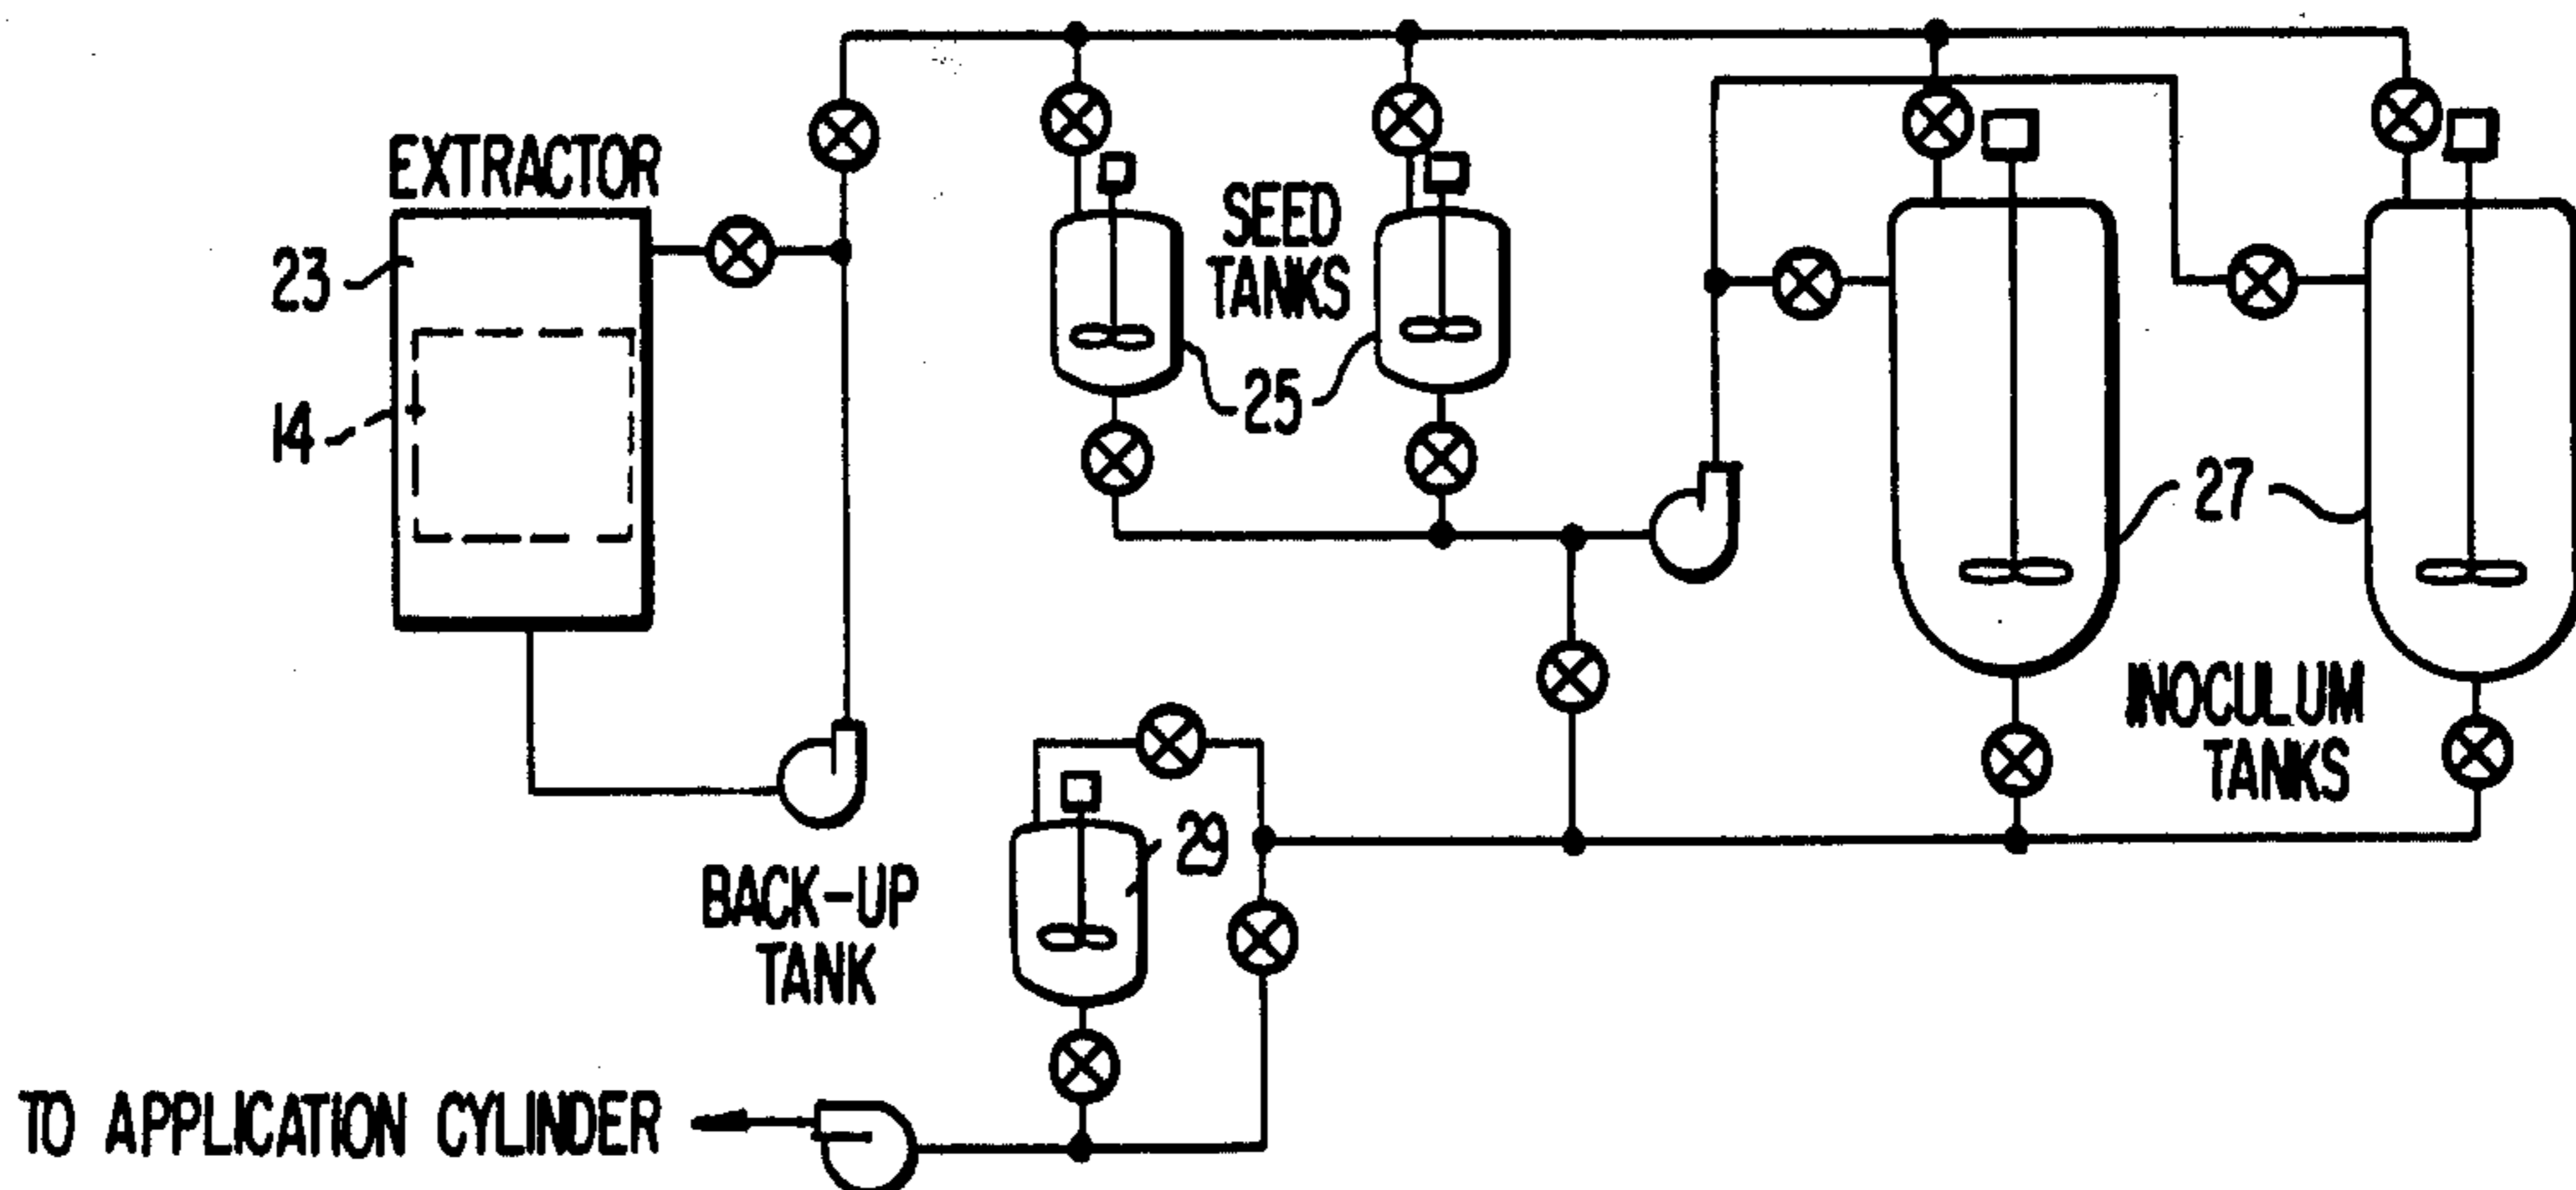 EXTRACTOR
23
14
SEED
TANKS
25
27
INOCULUM
TANKS
29
BACK-UP
TANK
TO APPLICATION CYLINDER